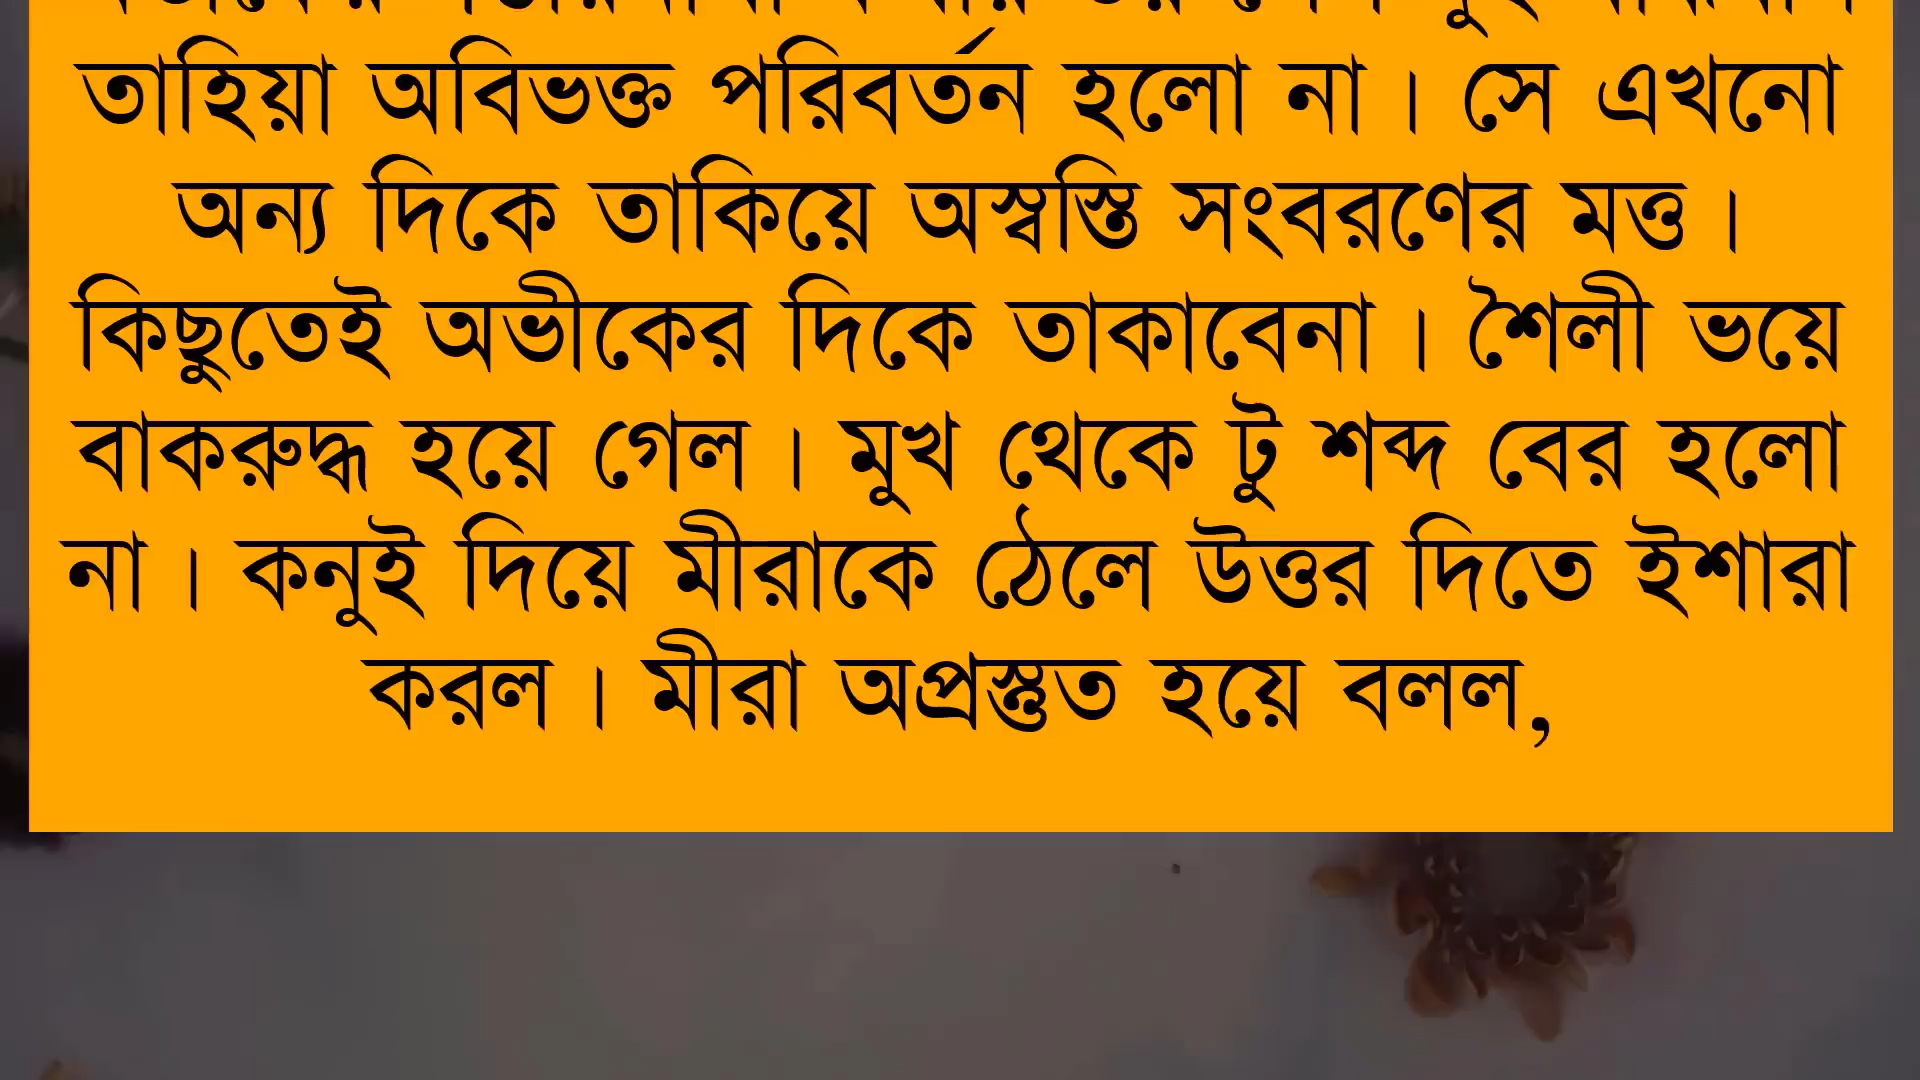 তাহিয়া অবিভক্ত পরিবর্তন হলো না। সে এখনো
অন্য দিকে তাকিয়ে অস্বস্তি সংবরণের মত্ত।
কিছুতেই অভীকের দিকে তাকাবেনা। শৈলী ভয়ে
বাকরুদ্ধ হয়ে গেল। মুখ থেকে টু শব্দ বের হলো
না। কনুই দিয়ে মীরাকে ঠেলে উত্তর দিতে ইশারা
করল। মীরা অপ্রস্তুত হয়ে বলল,